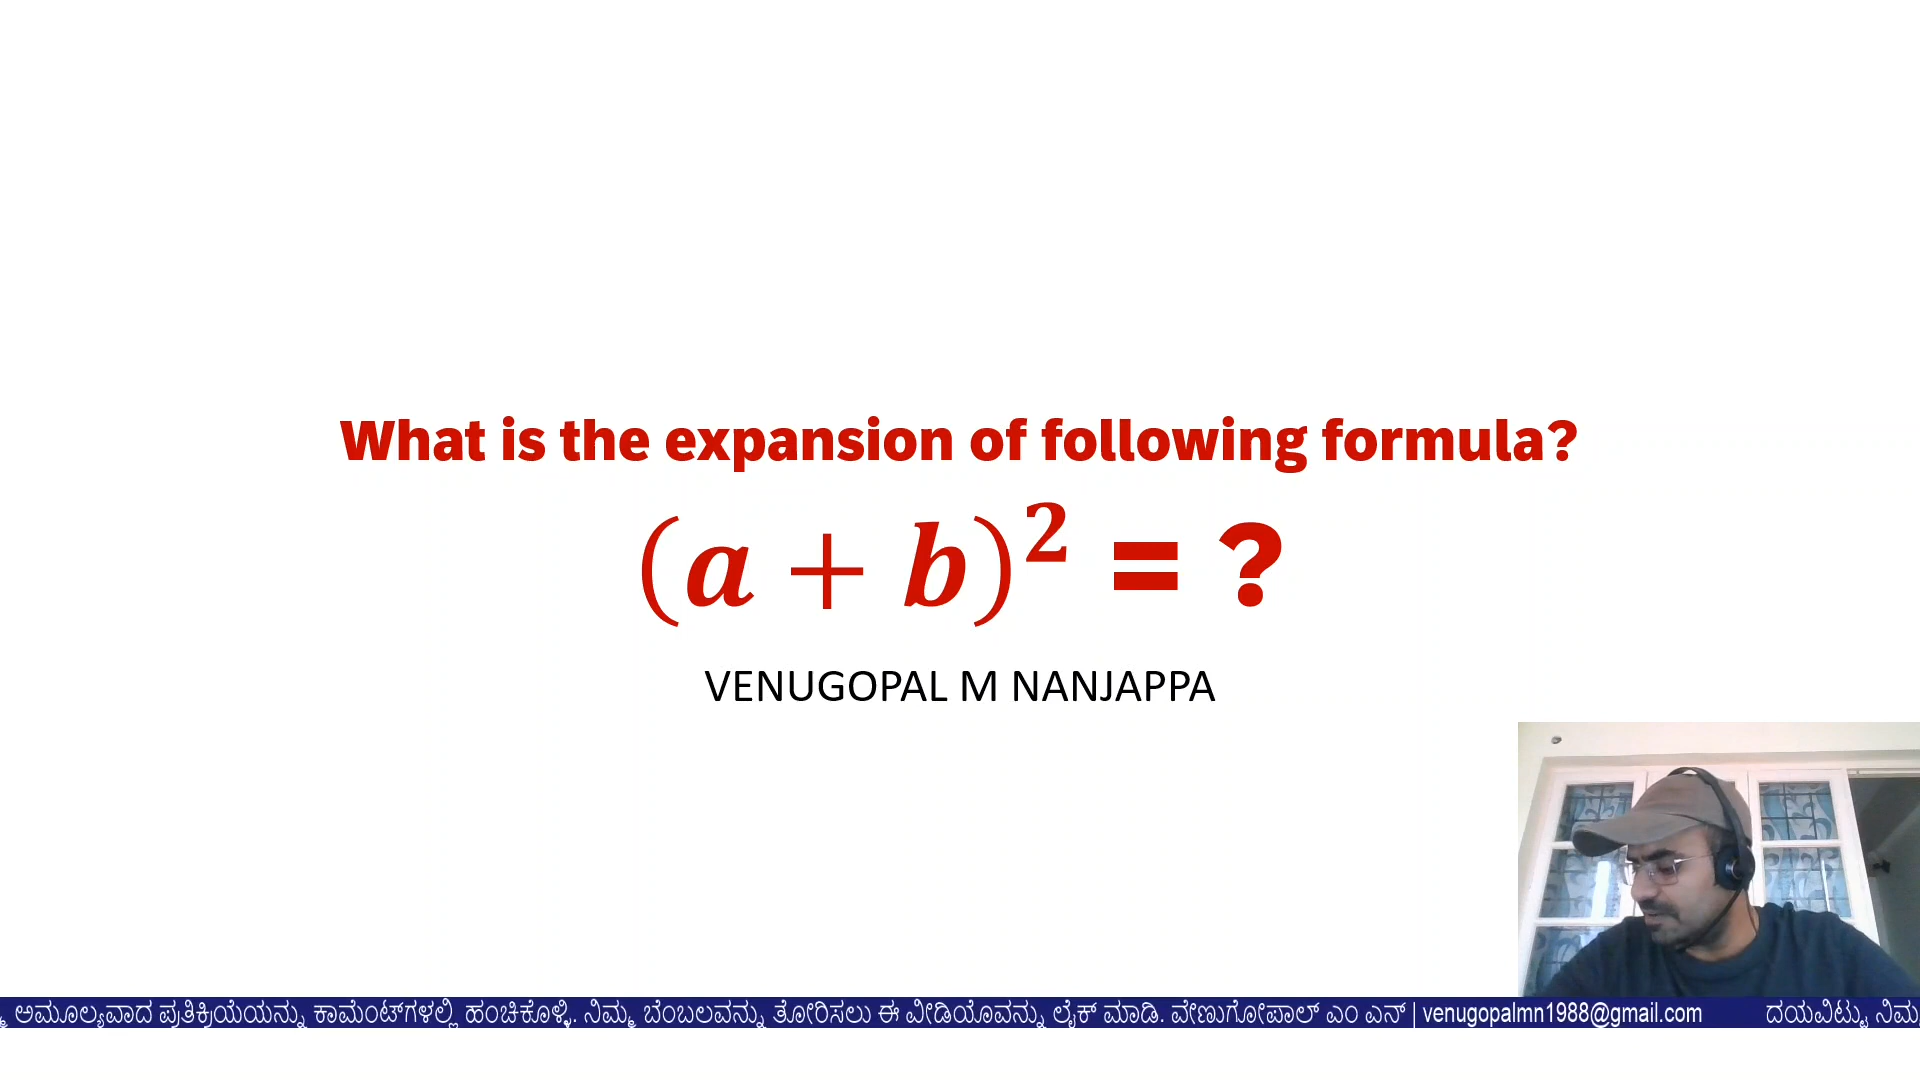 What is the expansion of following formula?
(a + b)² = ?
VENUGOPAL M NANJAPPA
ಅಮೂಲ್ಯವಾದ ಪ್ರತಿಕ್ರಿಯೆಯನ್ನು ಕಾಮೆಂಟ್‌ಗಳಲ್ಲಿ ಹಂಚಿಕೊಳ್ಳಿ. ನಿಮ್ಮ ಬೆಂಬಲವನ್ನು ತೋರಿಸಲು ಈ ವೀಡಿಯೊವನ್ನು ಲೈಕ್ ಮಾಡಿ. ವೇಣುಗೋಪಾಲ್ ಎಂ ಎನ್ | venugopalmn1988@gmail.com ದಯವಿಟ್ಟು